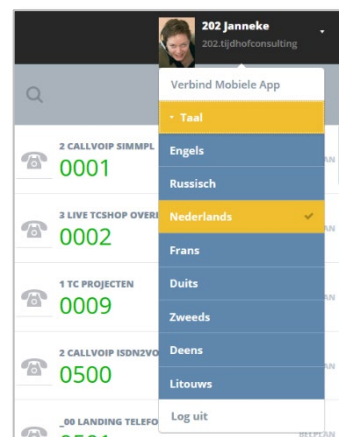 202 Janneke
202.tijdhofconsulting
Verbind Mobiele App
Taal
Engels
Russisch
Nederlands
Frans
Duits
Zweeds
Deens
Litouws
Log uit
2 CALLVOIP SIMMPL
0001
3 LIVE TCSHOP OVER
0002
1 TC PROJECTEN
0009
2 CALLVOIP ISDN2VO
0500
_00 LANDING TELEFO